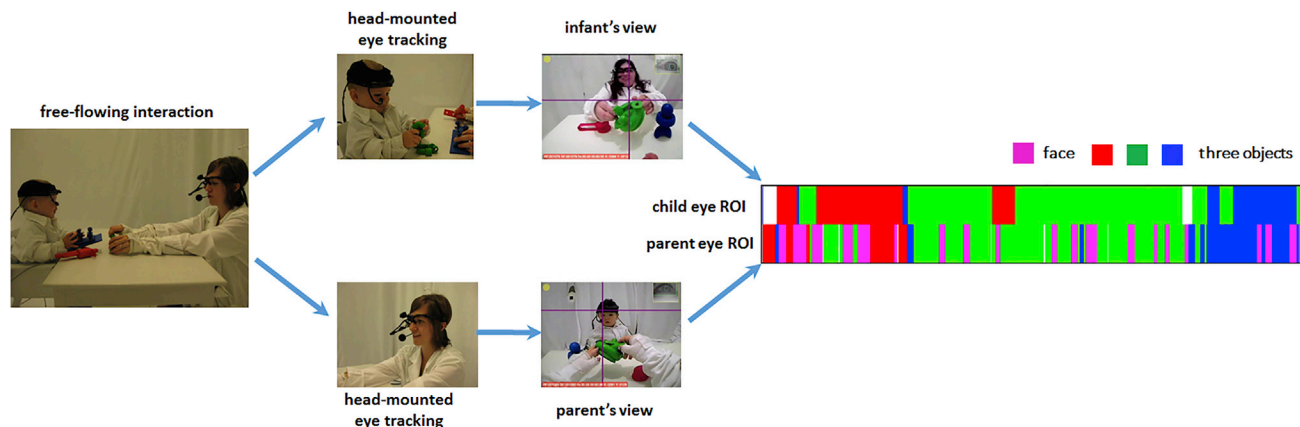 free-flowing interaction
head-mounted
eye tracking
infant's view
head-mounted
eye tracking
parent's view
face
three objects
child eye ROI
parent eye ROI